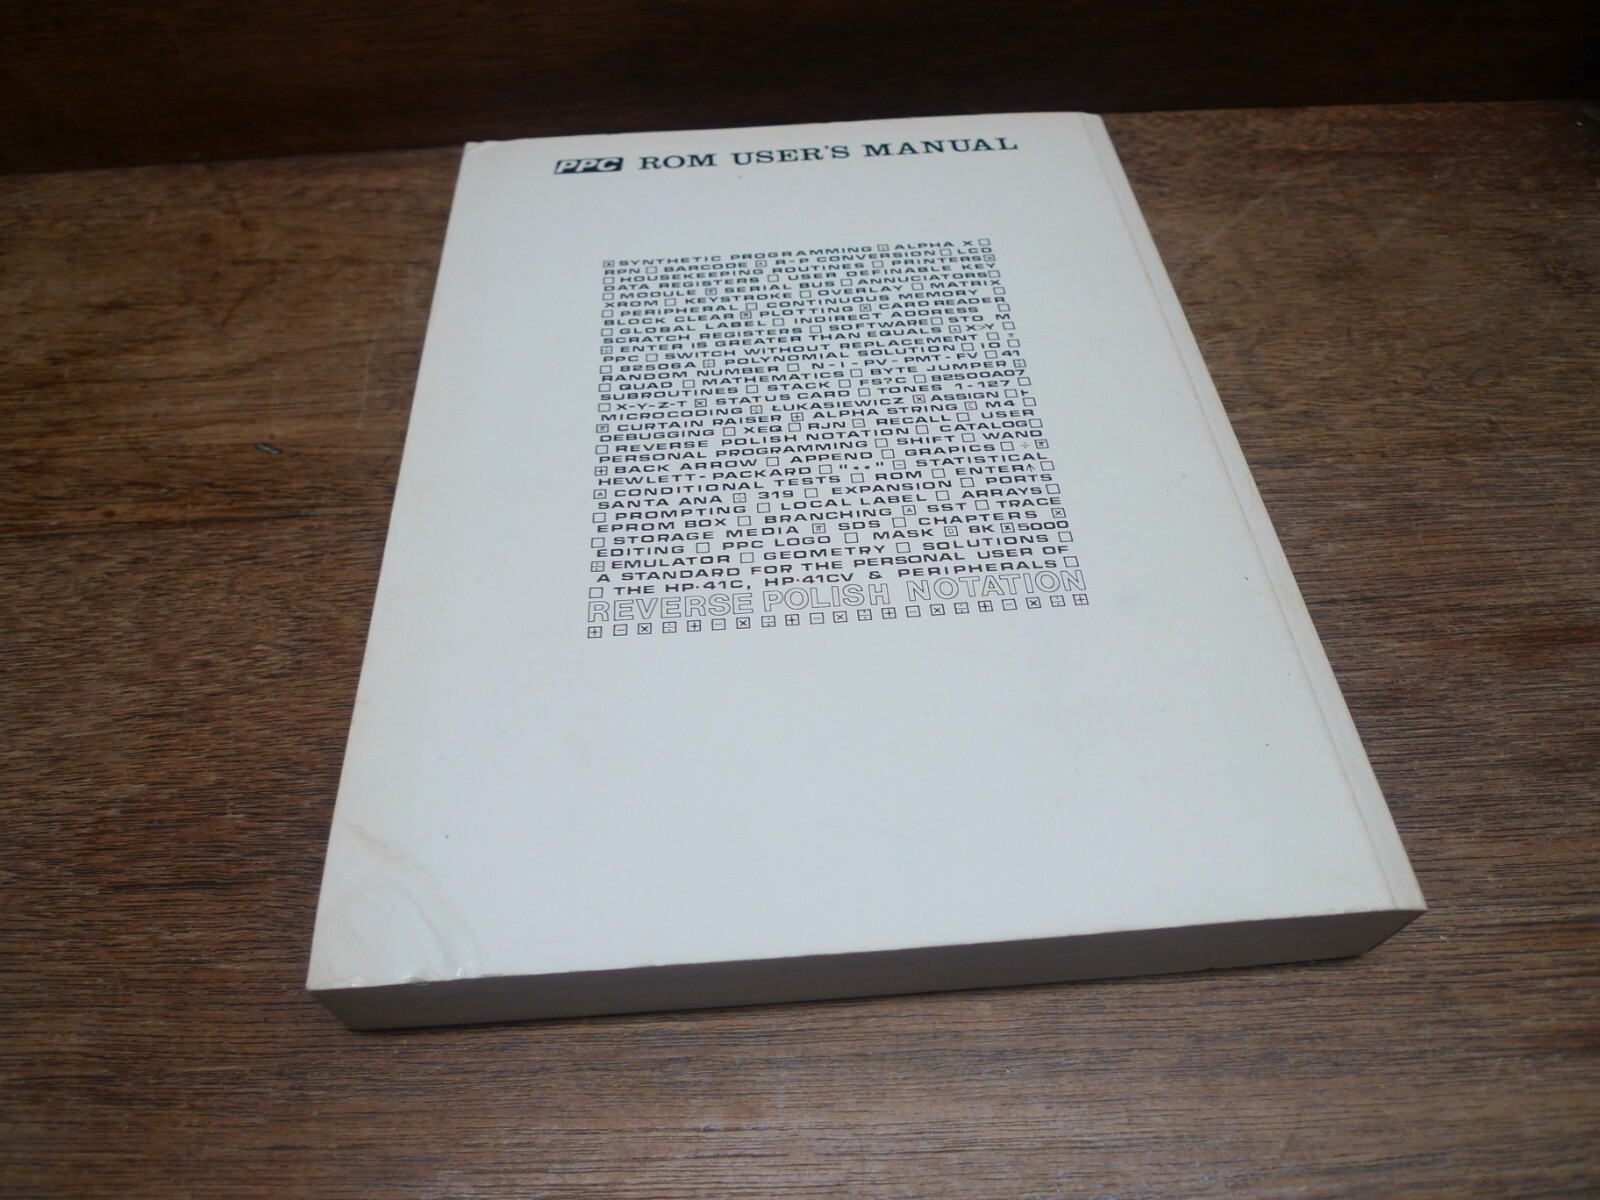 PPC ROM USER'S MANUAL
⊠ SYNTHETIC PROGRAMMING ⊡ ALPHA X □
RPN □ BARCODE ⊡ R-P CONVERSION □ LCD
□ HOUSEKEEPING ROUTINES □ PRINTERS ⊠
DATA REGISTERS □ USER DEFINABLE KEY
□ MODULE ⊡ SERIAL BUS □ ANNUCIATORS □
XROM □ KEYSTROKE □ OVERLAY □ MATRIX
□ PERIPHERAL □ CONTINUOUS MEMORY □
BLOCK CLEAR ⊡ PLOTTING ⊠ CARD READER
□ GLOBAL LABEL □ INDIRECT ADDRESS □
SCRATCH REGISTERS □ SOFTWARE □ STO M
⊞ ENTER IS GREATER THAN EQUALS ⊡ X>Y □
PPC □ SWITCH WITHOUT REPLACEMENT □
□ 82506A ⊞ POLYNOMIAL SOLUTION □ IO □
RANDOM NUMBER □ N-I-PV-PMT-FV □ 41
□ QUAD □ MATHEMATICS □ BYTE JUMPER ⊞
SUBROUTINES □ STACK □ FS?C □ 82500A07
□ X-Y-Z-T ⊠ STATUS CARD □ TONES 1-127 □
MICROCODING ⊞ ŁUKASIEWICZ ⊠ ASSIGN □ ⊢
⊡ CURTAIN RAISER ⊞ ALPHA STRING ⊡ M4 □
DEBUGGING □ XEQ □ RJN ⊟ RECALL □ USER
□ REVERSE POLISH NOTATION □ CATALOG □
PERSONAL PROGRAMMING □ SHIFT □ WAND
⊞ BACK ARROW □ APPEND □ GRAPICS □ ÷ ⊡
HEWLETT-PACKARD □ "**" ⊟ STATISTICAL
⊡ CONDITIONAL TESTS □ ROM □ ENTER↑ □
SANTA ANA ⊡ 319 □ EXPANSION □ PORTS
□ PROMPTING □ LOCAL LABEL □ ARRAYS □
EPROM BOX □ BRANCHING ⊡ SST □ TRACE
□ STORAGE MEDIA ⊡ SDS □ CHAPTERS ⊠
EDITING □ PPC LOGO □ MASK ⊡ 8K ⊠ 5000
⊞ EMULATOR □ GEOMETRY □ SOLUTIONS □
A STANDARD FOR THE PERSONAL USER OF
□ THE HP-41C, HP-41CV & PERIPHERALS □
REVERSE POLISH NOTATION
⊞ ⊟ ⊠ ⊡ ⊞ ⊟ ⊠ ⊡ ⊞ ⊟ ⊠ ⊡ ⊞ ⊟ ⊠ ⊡ ⊞ ⊟ ⊠ ⊡ ⊞